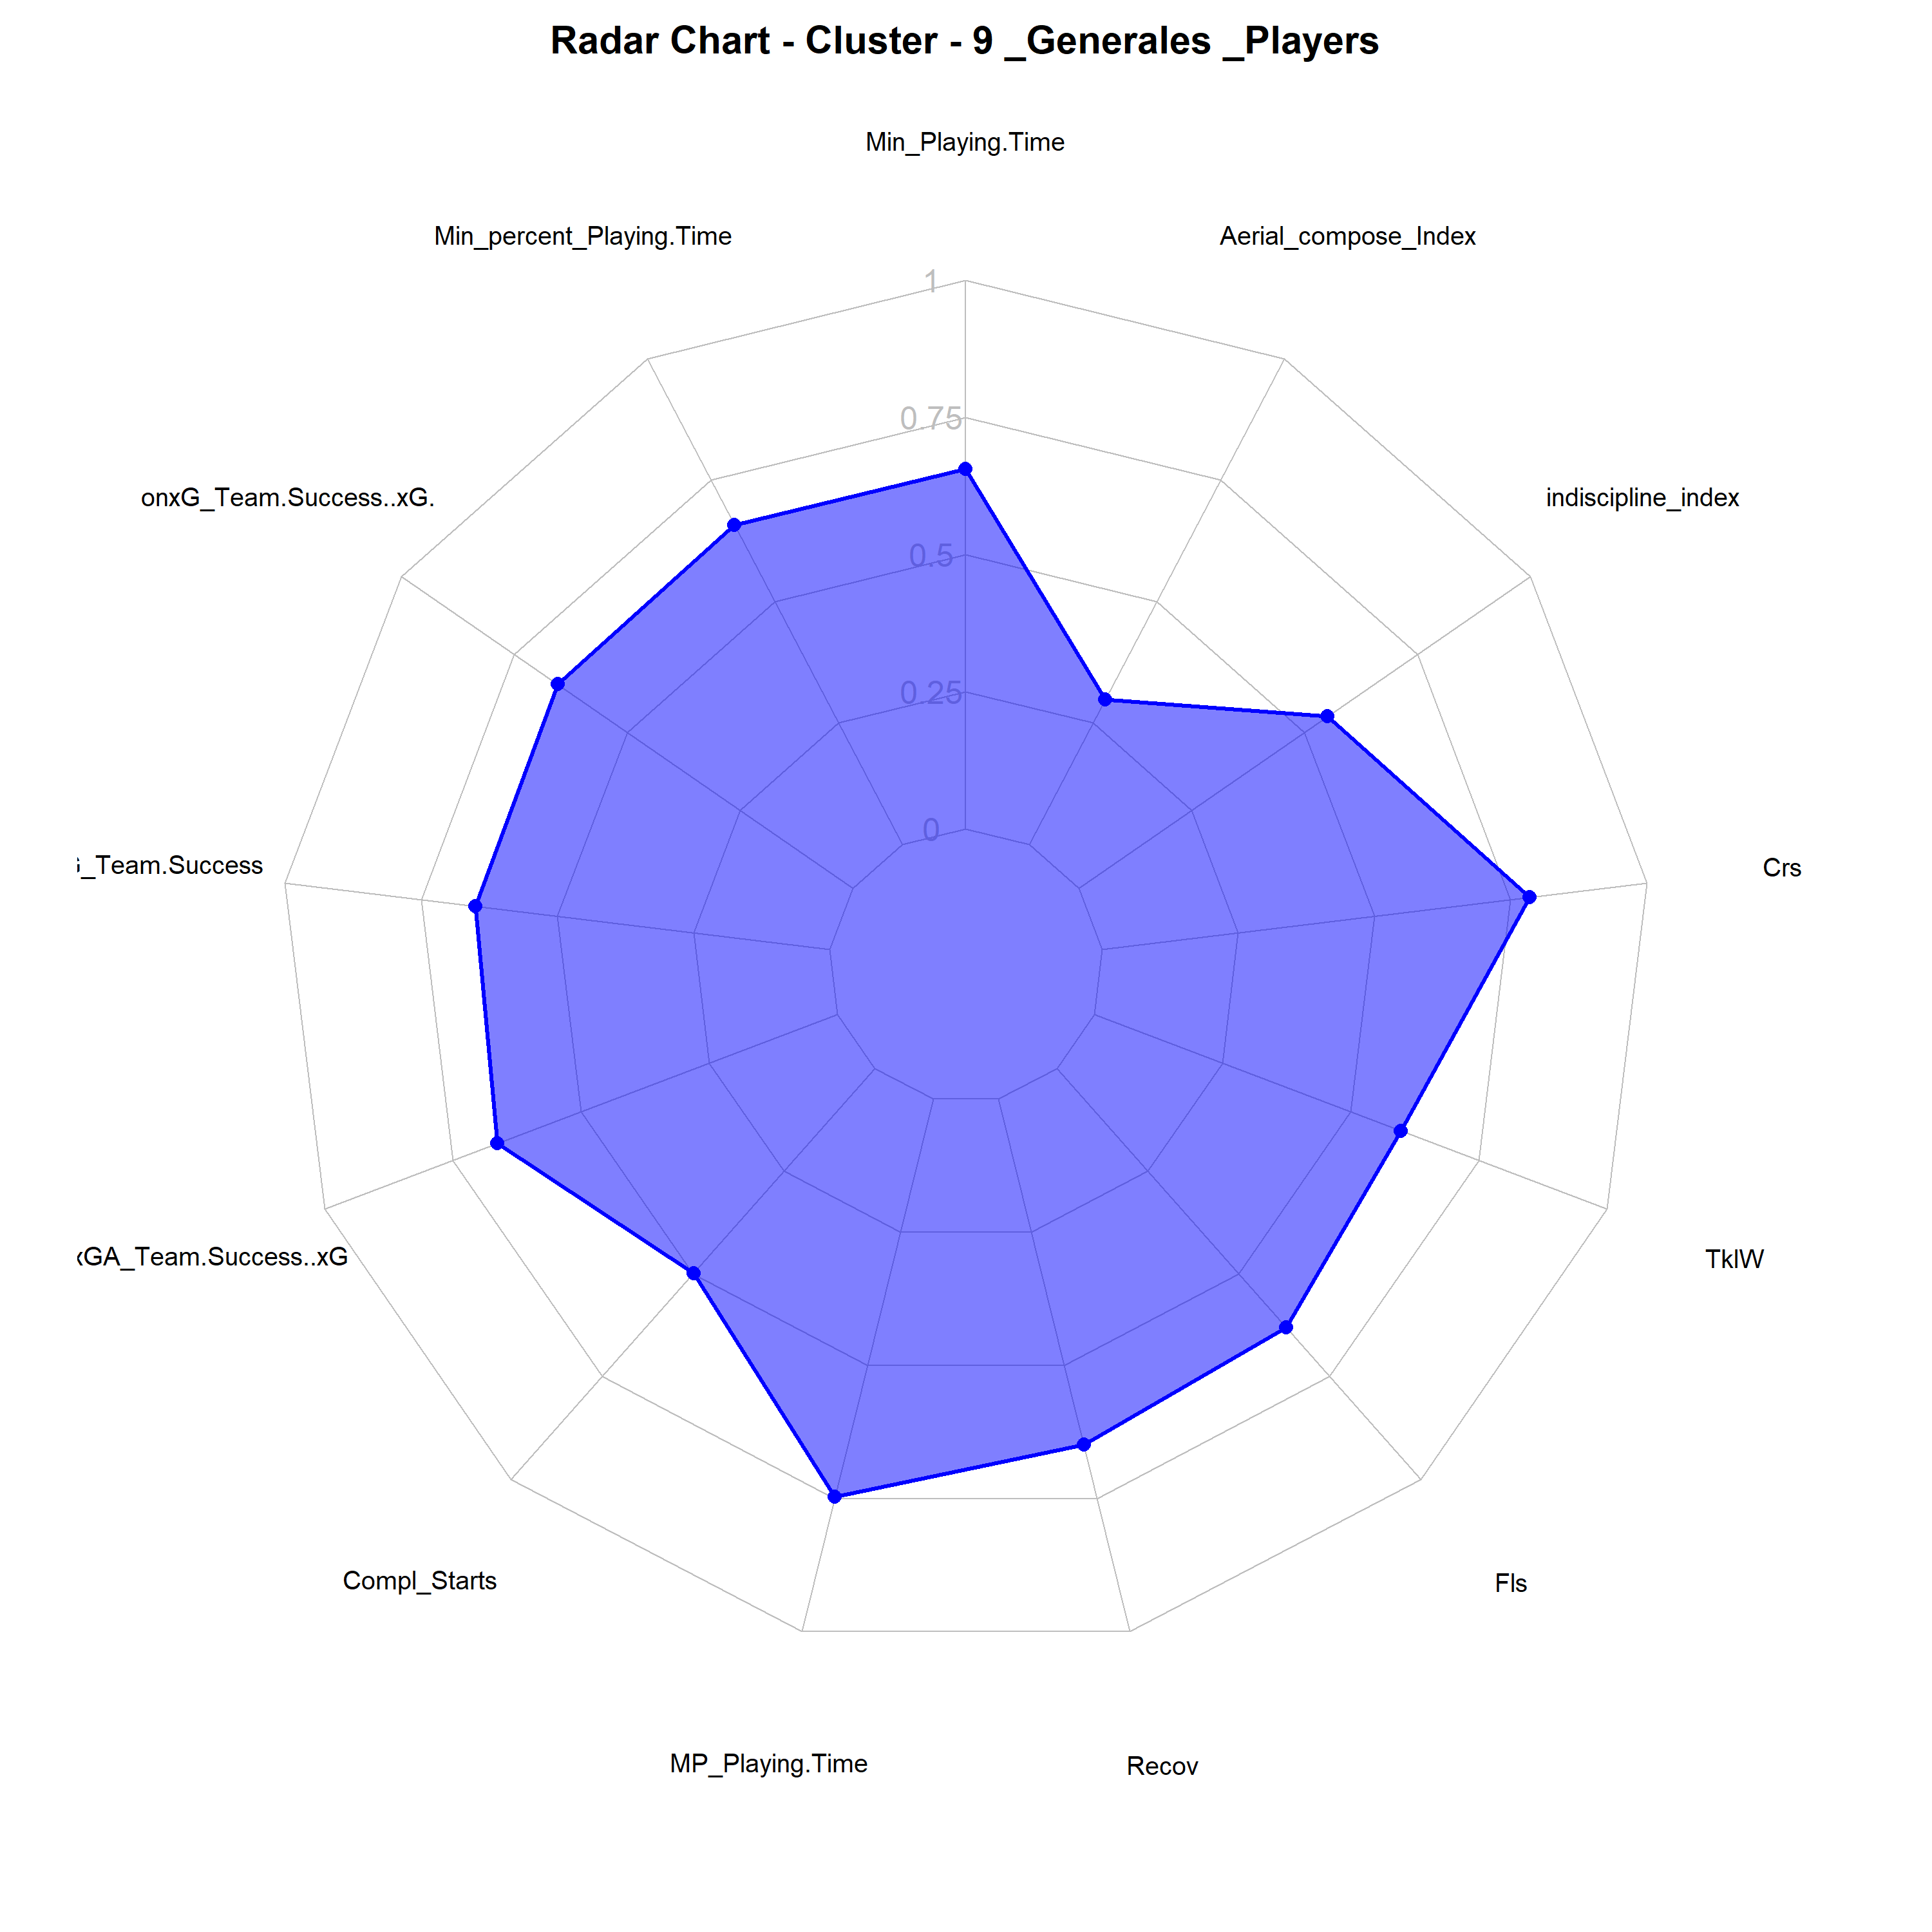 Radar Chart - Cluster - 9 _Generales _Players
Min_Playing.Time
Min_percent_Playing.Time
Aerial_compose_Index
1
0.75
onxG_Team.Success..xG.
indiscipline_index
0.5
0.25
0
_Team.Success
Crs
GA_Team.Success..xG
TklW
Compl_Starts
Fls
MP_Playing.Time
Recov